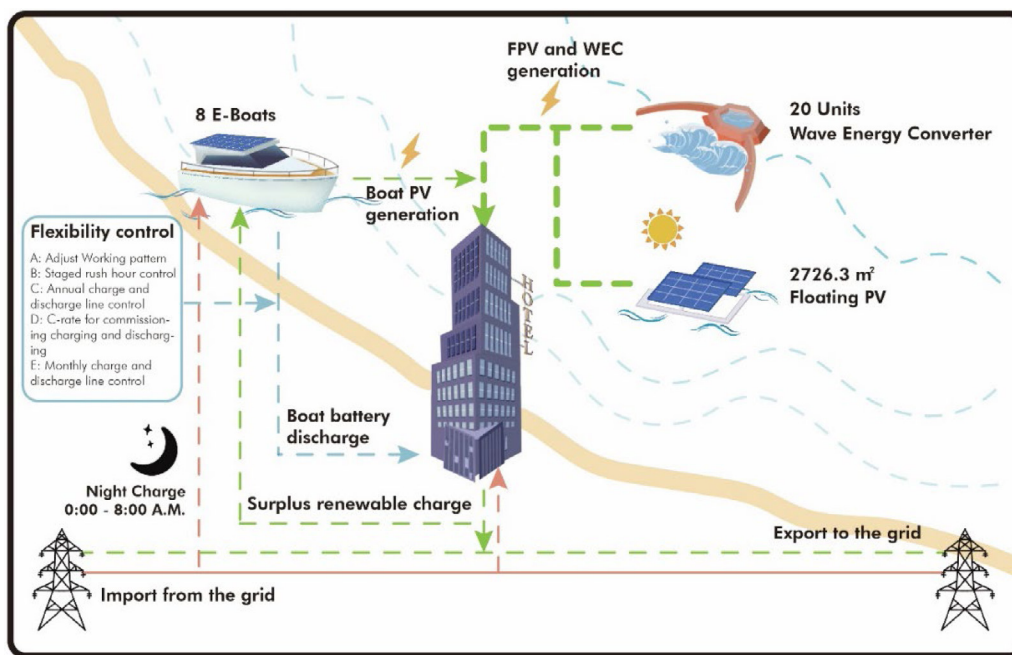 FPV and WEC
generation
8 E-Boats
20 Units
Wave Energy Converter
Boat PV
generation
Flexibility control
A: Adjust Working pattern
B: Staged rush hour control
C: Annual charge and
discharge line control
D: C-rate for commission-
ing charging and discharg-
ing
E: Monthly charge and
discharge line control
HOTEL
2726.3 m²
Floating PV
Boat battery
discharge
Night Charge
0:00 - 8:00 A.M.
Surplus renewable charge
Export to the grid
Import from the grid